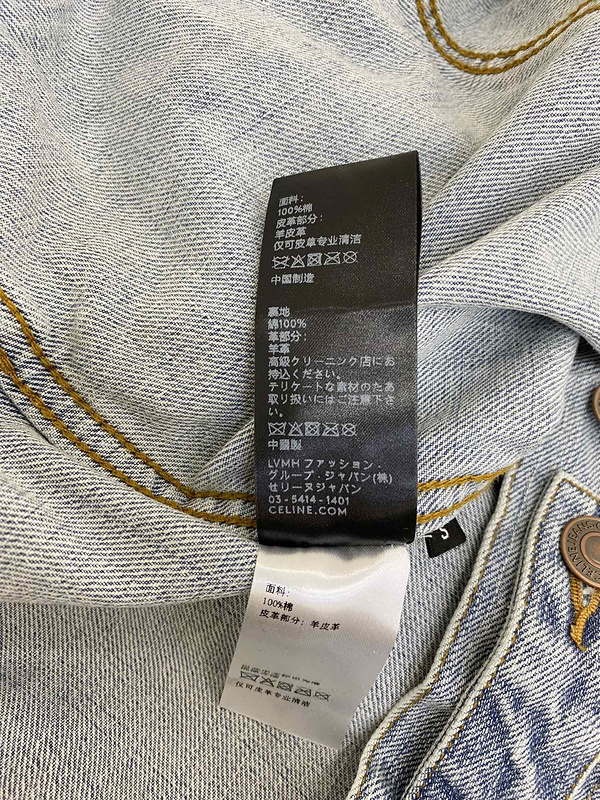 面料:
100%棉
皮革部分:
羊皮革
仅可皮革专业清洁
中国制造
裏地
綿100%
革部分:
羊革
高級クリーニング店にお
持込ください。
テリケートな素材のたあ
取り扱いにはご注意下さ
い。
中國製
LVMH ファッション・
グループ・ジャパン(株)
せリーヌジャパン
03-5414-1401
CELINE.COM
面料:
100%棉
皮革部分: 羊皮革
仅可皮革专业清洁